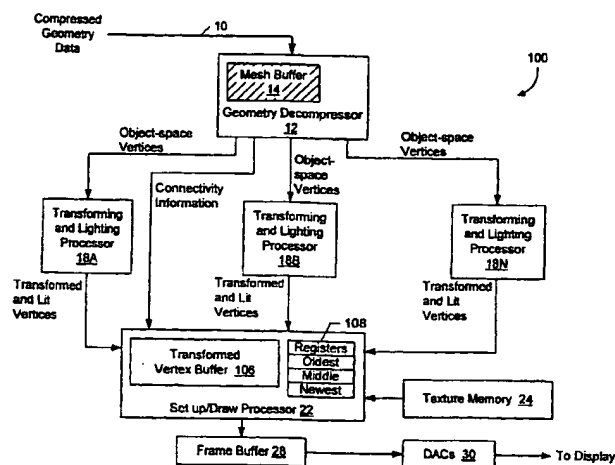 Compressed
Geometry
Data
10
100
Mesh Buffer
14
Geometry Decompressor
12
Object-space
Vertices
Connectivity
Information
Object-
space
Vertices
Object-space
Vertices
Transforming
and Lighting
Processor
18A
Transforming
and Lighting
Processor
18B
Transforming
and Lighting
Processor
18N
Transformed
and Lit
Vertices
Transformed
and Lit
Vertices
Transformed
and Lit
Vertices
108
Transformed
Vertex Buffer 106
Registers
Oldest
Middle
Newest
Set up/Draw Processor 22
Texture Memory 24
Frame Buffer 28
DACs 30
To Display